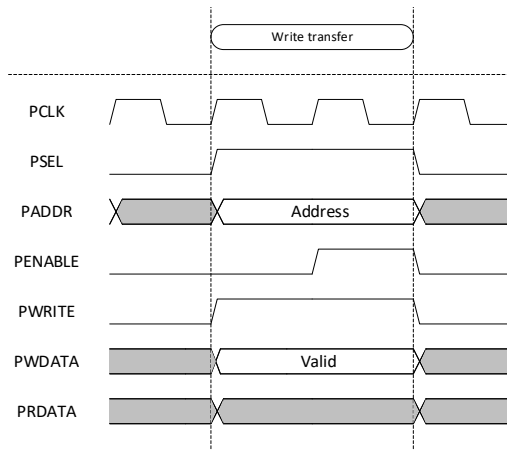 Write transfer
PCLK
PSEL
PADDR Address
PENABLE
PWRITE
PWDATA Valid
PRDATA